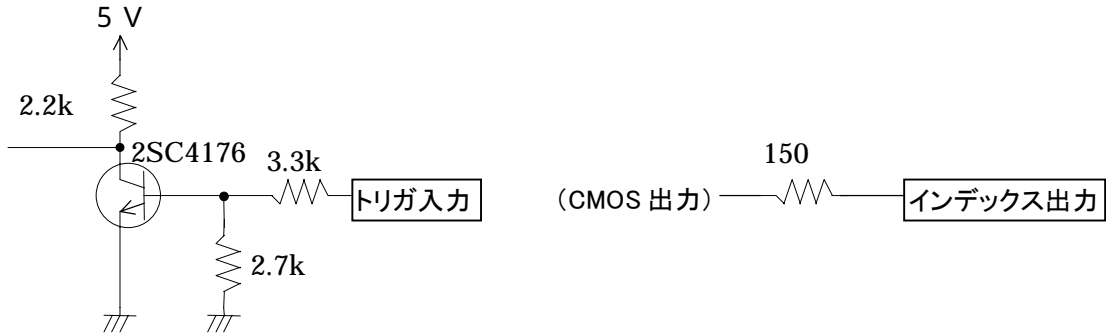 5 V
2.2k
2SC4176
3.3k
トリガ入力
2.7k
150
(CMOS 出力)
インデックス出力